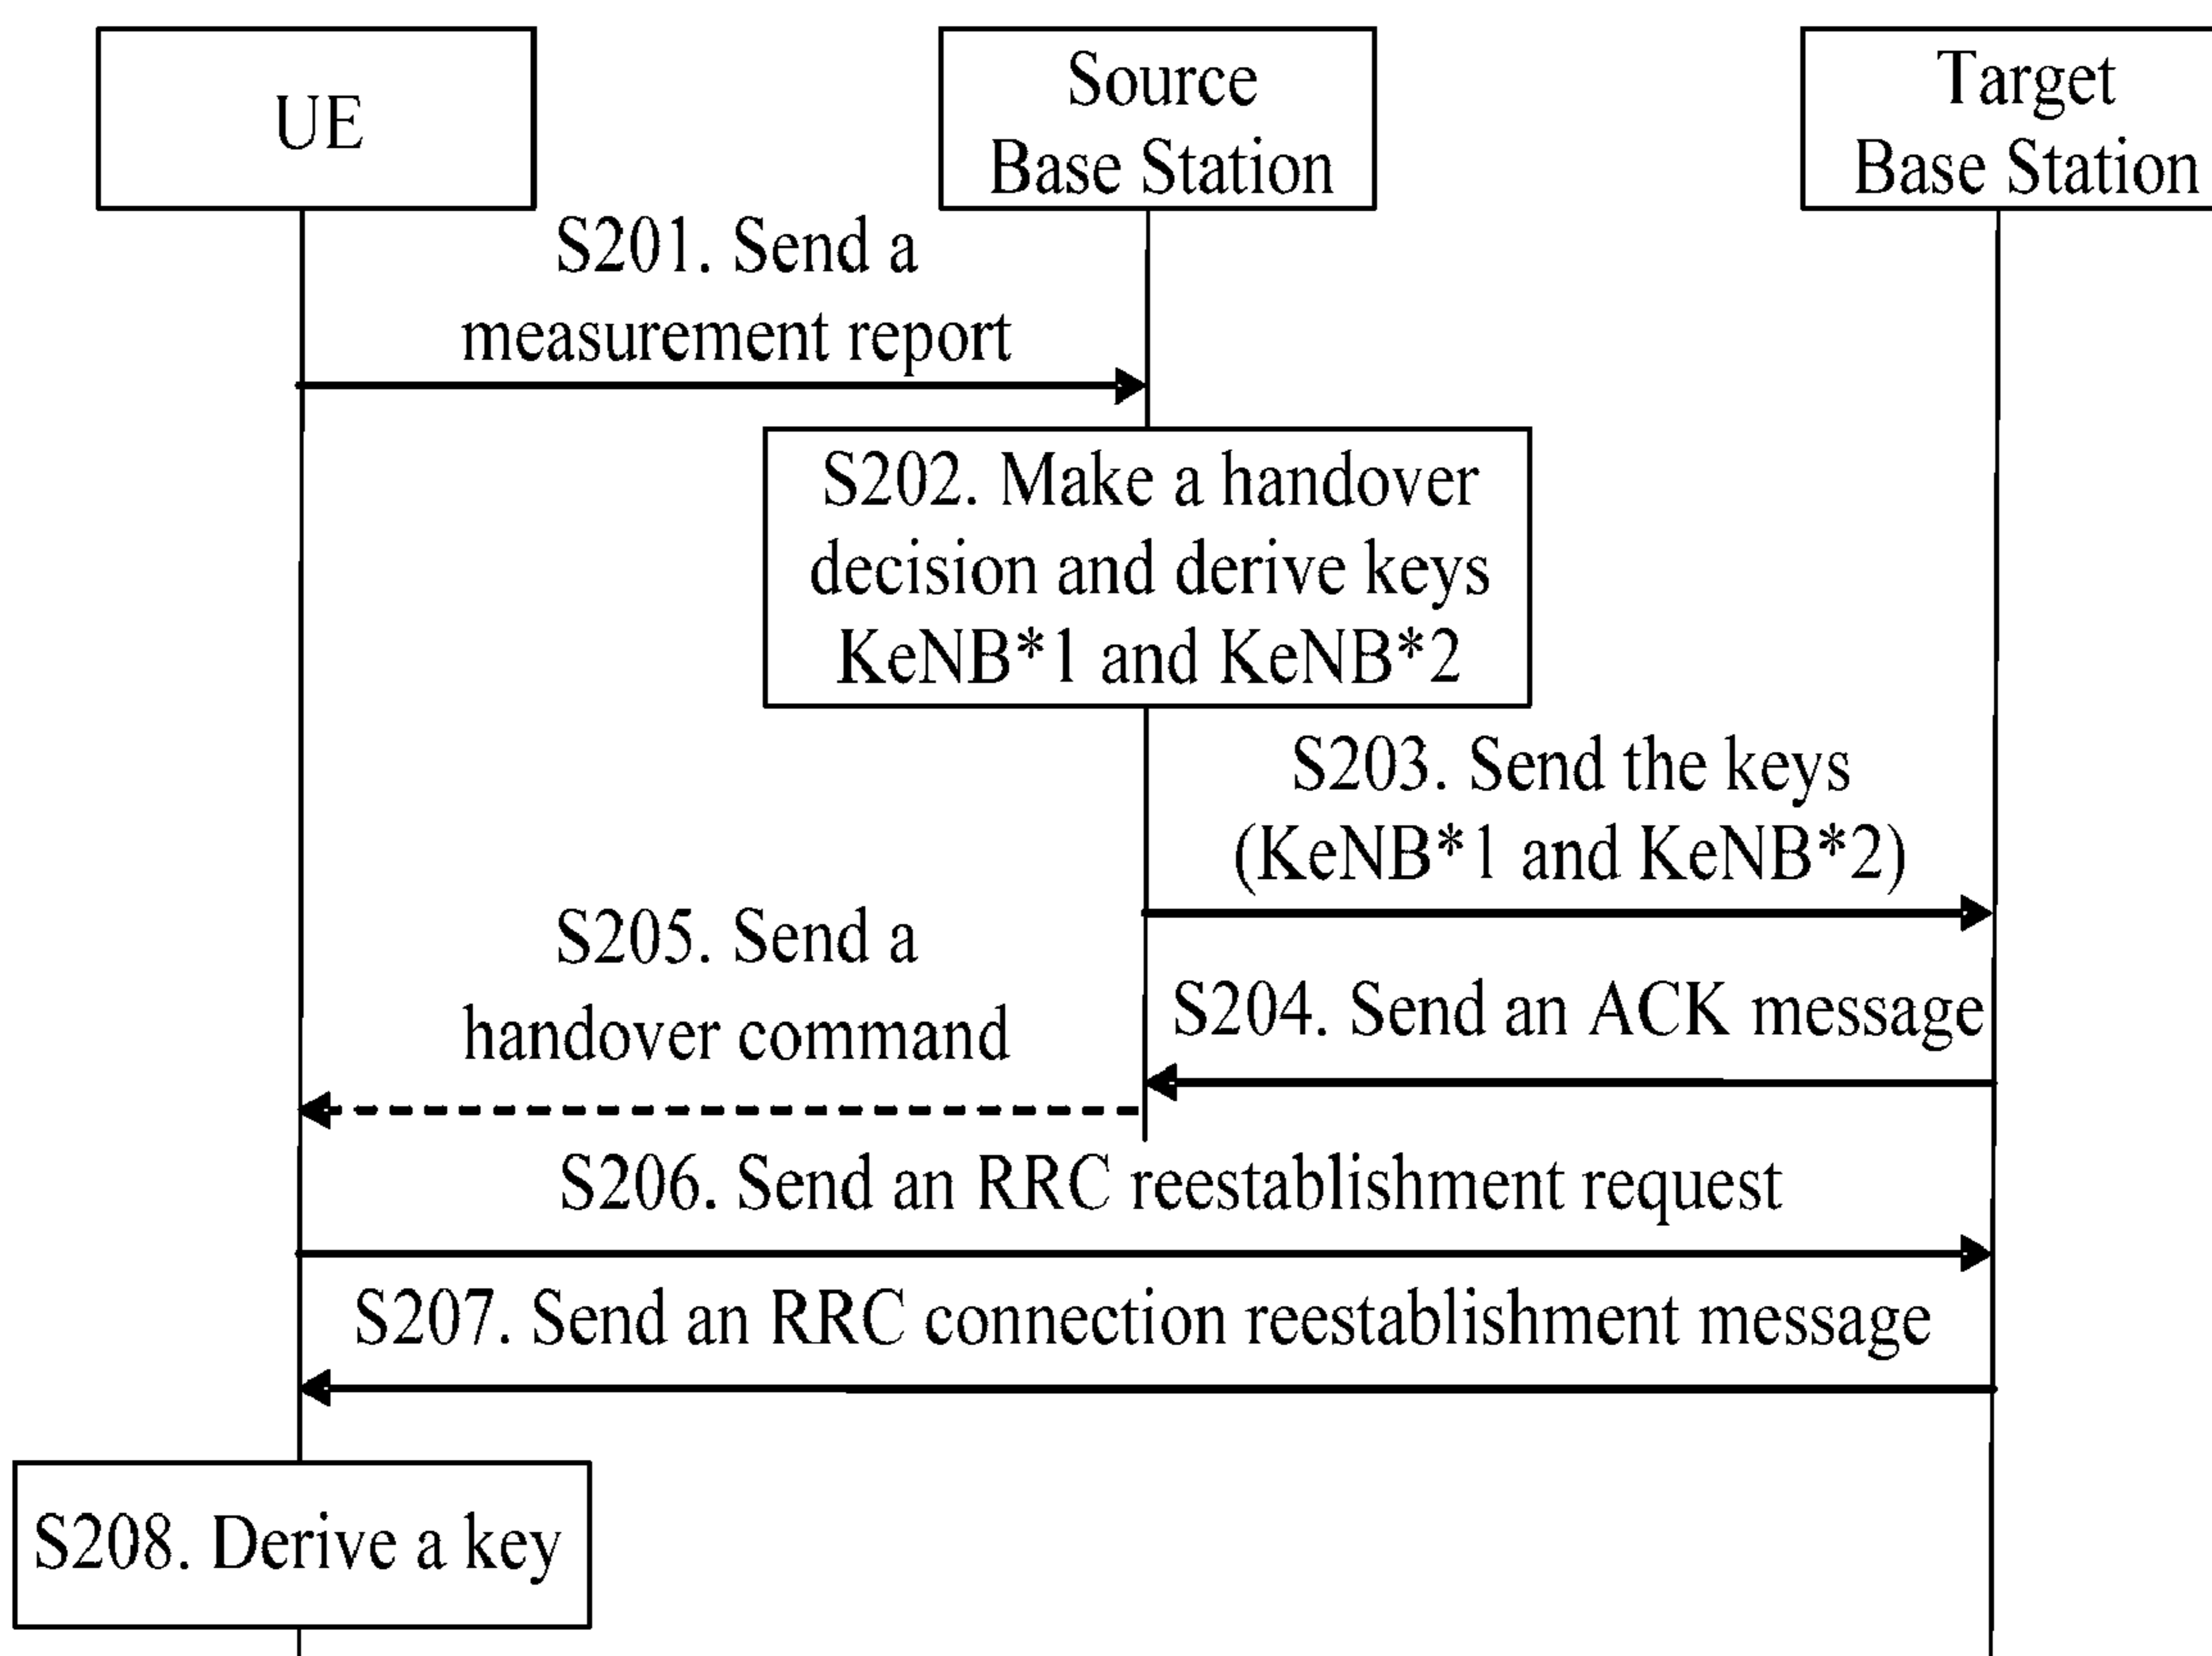 UE
Source
Base Station
Target
Base Station
S201. Send a
measurement report
S202. Make a handover
decision and derive keys
KeNB*1 and KeNB*2
S203. Send the keys
(KeNB*1 and KeNB*2)
S204. Send an ACK message
S205. Send a
handover command
S206. Send an RRC reestablishment request
S207. Send an RRC connection reestablishment message
S208. Derive a key